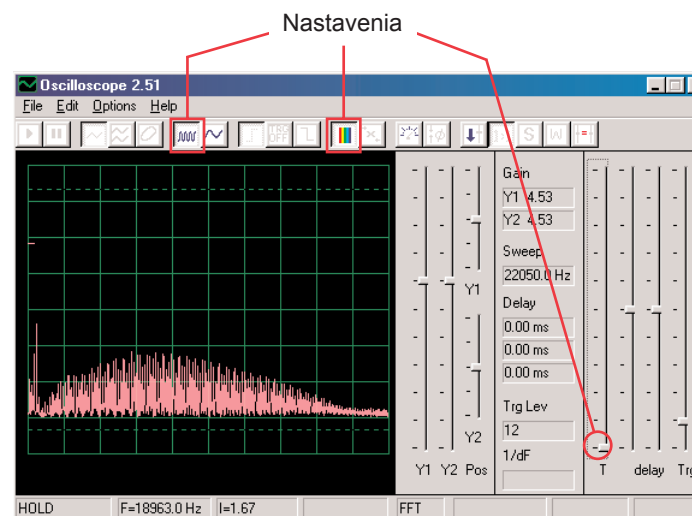 Nastavenia
Oscilloscope 2.51
File Edit Options Help
TRG OFF
S W
Gain
Y1 4.53
Y2 4.53
Sweep
22050.0 Hz
Y1
Delay
0.00 ms
0.00 ms
0.00 ms
Trg Lev
12
Y2
1/dF
Y1 Y2 Pos
T delay Trg
HOLD F=18963.0 Hz I=1.67 FFT